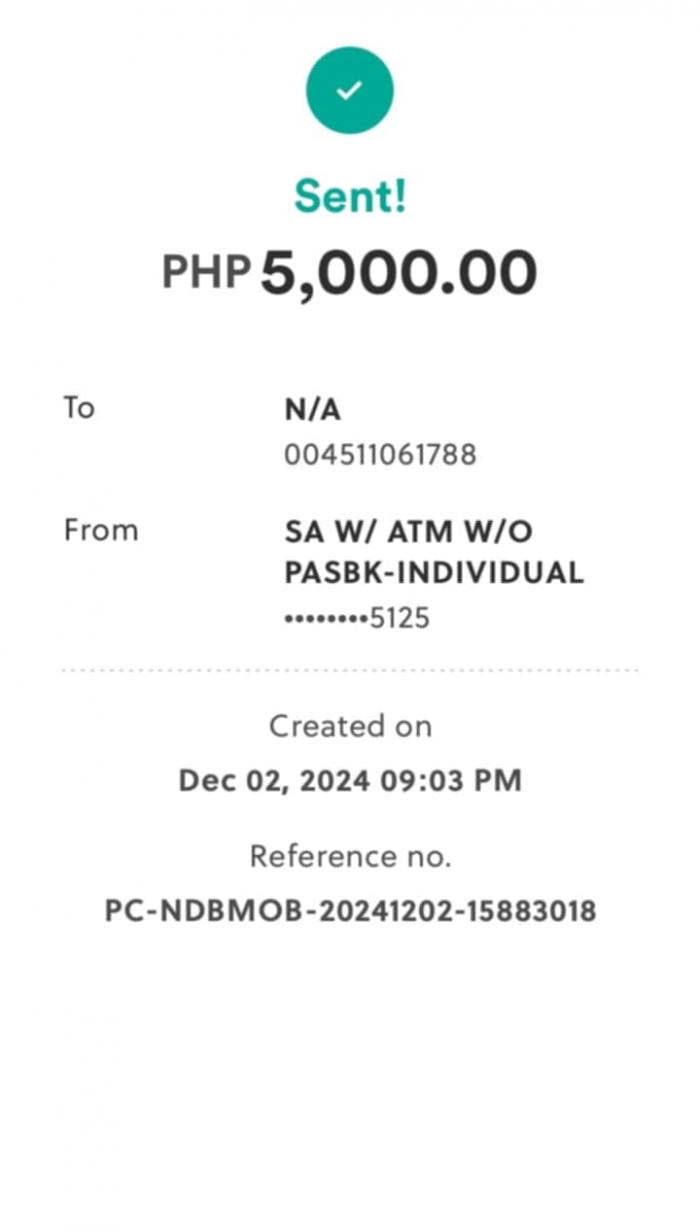 Sent!
PHP 5,000.00
To
N/A
004511061788
From
SA W/ ATM W/O
PASBK-INDIVIDUAL
••••••••5125
Created on
Dec 02, 2024 09:03 PM
Reference no.
PC-NDBMOB-20241202-15883018